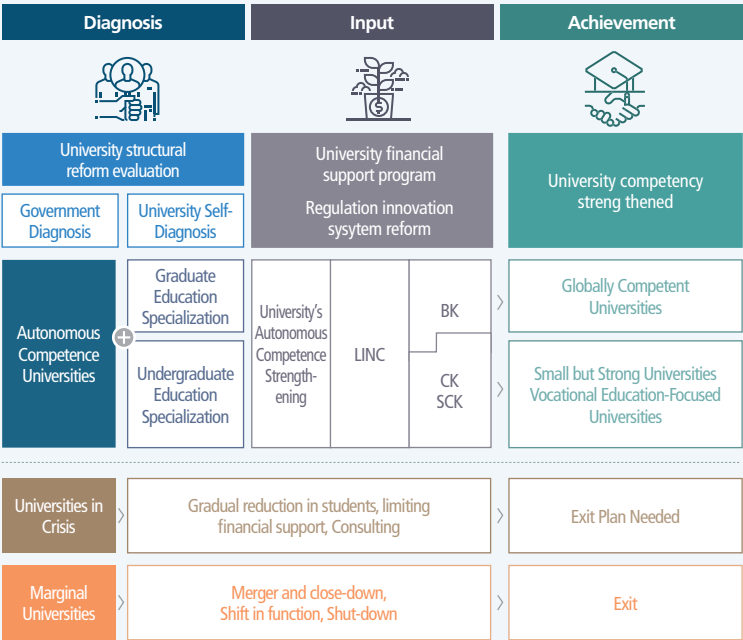 Diagnosis
Input
Achievement
University structural
reform evaluation
Government
Diagnosis
University Self-
Diagnosis
University financial
support program
Regulation innovation
sysytem reform
University competency
streng thened
Autonomous
Competence
Universities
Graduate
Education
Specialization
Undergraduate
Education
Specialization
University's
Autonomous
Competence
Strength-
ening
LINC
BK
CK
SCK
Globally Competent
Universities
Small but Strong Universities
Vocational Education-Focused
Universities
Universities in
Crisis
Gradual reduction in students, limiting
financial support, Consulting
Exit Plan Needed
Marginal
Universities
Merger and close-down,
Shift in function, Shut-down
Exit